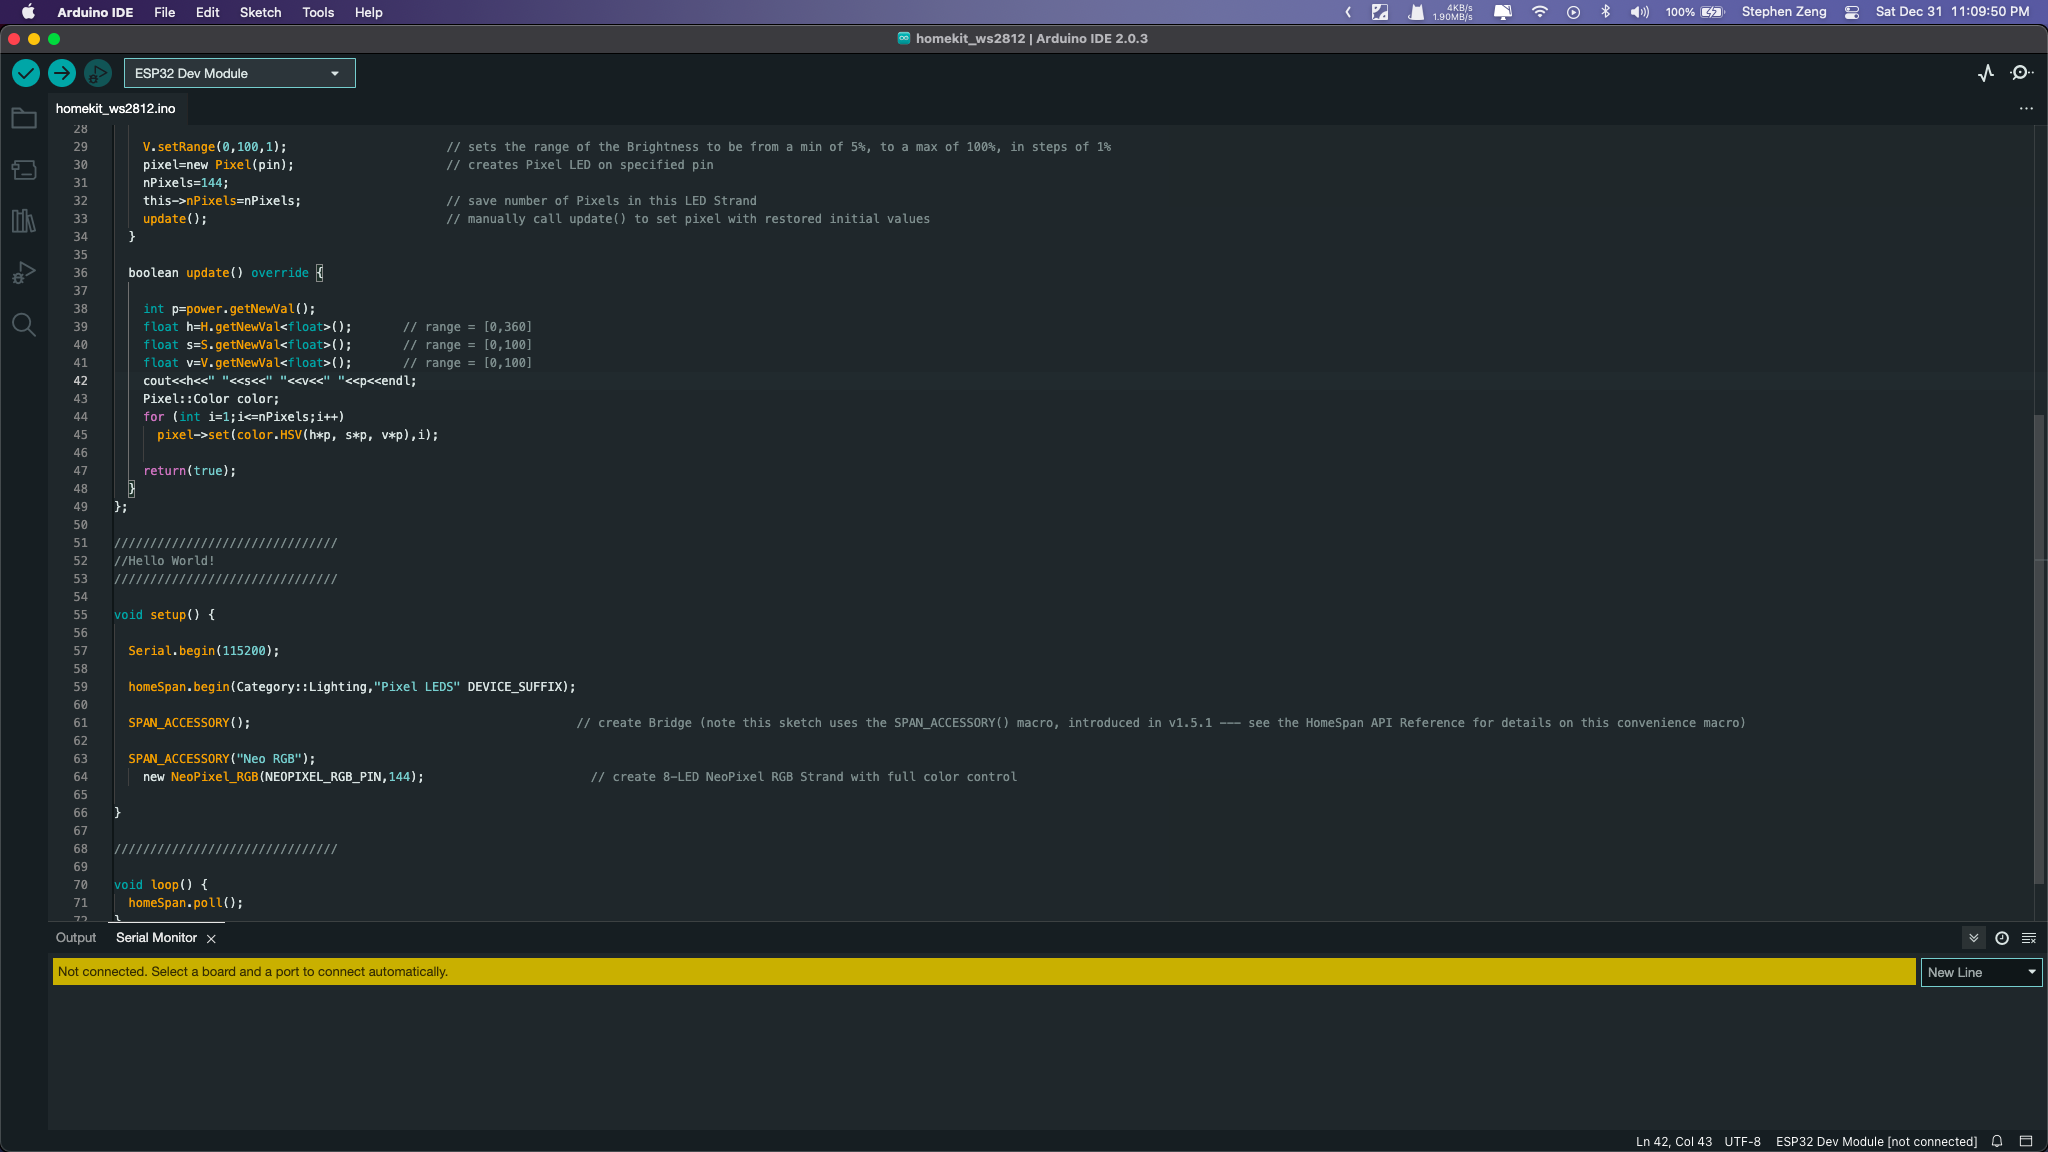 Arduino IDE File Edit Sketch Tools Help
4KB/s
1.90MB/s
100% Stephen Zeng Sat Dec 31 11:09:50 PM
homekit_ws2812 | Arduino IDE 2.0.3
ESP32 Dev Module
homekit_ws2812.ino
28
29 V.setRange(0,100,1); // sets the range of the Brightness to be from a min of 5%, to a max of 100%, in steps of 1%
30 pixel=new Pixel(pin); // creates Pixel LED on specified pin
31 nPixels=144;
32 this->nPixels=nPixels; // save number of Pixels in this LED Strand
33 update(); // manually call update() to set pixel with restored initial values
34 }
35
36 boolean update() override {
37
38 int p=power.getNewVal();
39 float h=H.getNewVal<float>(); // range = [0,360]
40 float s=S.getNewVal<float>(); // range = [0,100]
41 float v=V.getNewVal<float>(); // range = [0,100]
42 cout<<h<<" "<<s<<" "<<v<<" "<<p<<endl;
43 Pixel::Color color;
44 for (int i=1;i<=nPixels;i++)
45 pixel->set(color.HSV(h*p, s*p, v*p),i);
46
47 return(true);
48 }
49 };
50
51 ///////////////////////////////
52 //Hello World!
53 ///////////////////////////////
54
55 void setup() {
56
57 Serial.begin(115200);
58
59 homeSpan.begin(Category::Lighting,"Pixel LEDS" DEVICE_SUFFIX);
60
61 SPAN_ACCESSORY(); // create Bridge (note this sketch uses the SPAN_ACCESSORY() macro, introduced in v1.5.1 --- see the HomeSpan API Reference for details on this convenience macro)
62
63 SPAN_ACCESSORY("Neo RGB");
64 new NeoPixel_RGB(NEOPIXEL_RGB_PIN,144); // create 8-LED NeoPixel RGB Strand with full color control
65
66 }
67
68 ///////////////////////////////
69
70 void loop() {
71 homeSpan.poll();
72 }
Output Serial Monitor
Not connected. Select a board and a port to connect automatically.
New Line
Ln 42, Col 43 UTF-8 ESP32 Dev Module [not connected]